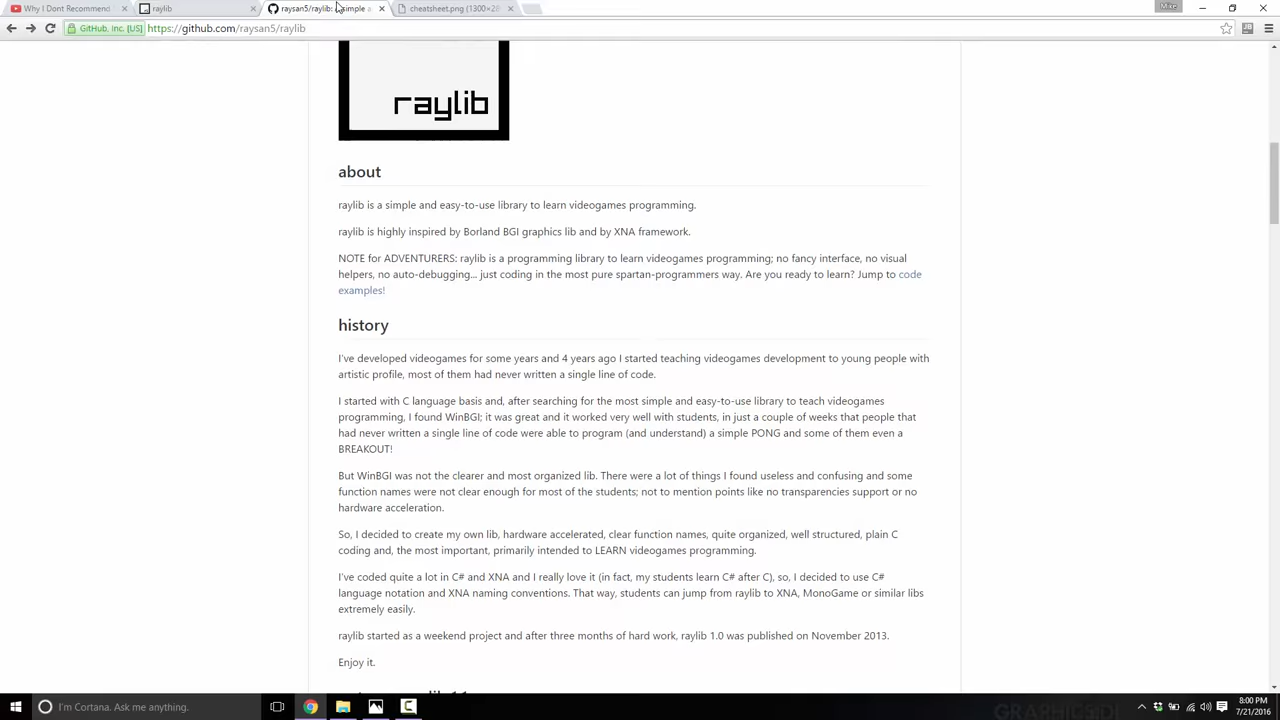 Why I Dont Recommend
raylib
raysan5/raylib: A simple a
cheatsheet.png (1300×28
Mike
GitHub, Inc. [US]
https://github.com/raysan5/raylib
raylib
about
raylib is a simple and easy-to-use library to learn videogames programming.
raylib is highly inspired by Borland BGI graphics lib and by XNA framework.
NOTE for ADVENTURERS: raylib is a programming library to learn videogames programming; no fancy interface, no visual
helpers, no auto-debugging... just coding in the most pure spartan-programmers way. Are you ready to learn? Jump to code
examples!
history
I've developed videogames for some years and 4 years ago I started teaching videogames development to young people with
artistic profile, most of them had never written a single line of code.
I started with C language basis and, after searching for the most simple and easy-to-use library to teach videogames
programming, I found WinBGI; it was great and it worked very well with students, in just a couple of weeks that people that
had never written a single line of code were able to program (and understand) a simple PONG and some of them even a
BREAKOUT!
But WinBGI was not the clearer and most organized lib. There were a lot of things I found useless and confusing and some
function names were not clear enough for most of the students; not to mention points like no transparencies support or no
hardware acceleration.
So, I decided to create my own lib, hardware accelerated, clear function names, quite organized, well structured, plain C
coding and, the most important, primarily intended to LEARN videogames programming.
I've coded quite a lot in C# and XNA and I really love it (in fact, my students learn C# after C), so, I decided to use C#
language notation and XNA naming conventions. That way, students can jump from raylib to XNA, MonoGame or similar libs
extremely easily.
raylib started as a weekend project and after three months of hard work, raylib 1.0 was published on November 2013.
Enjoy it.
I'm Cortana. Ask me anything.
8:00 PM
7/21/2016